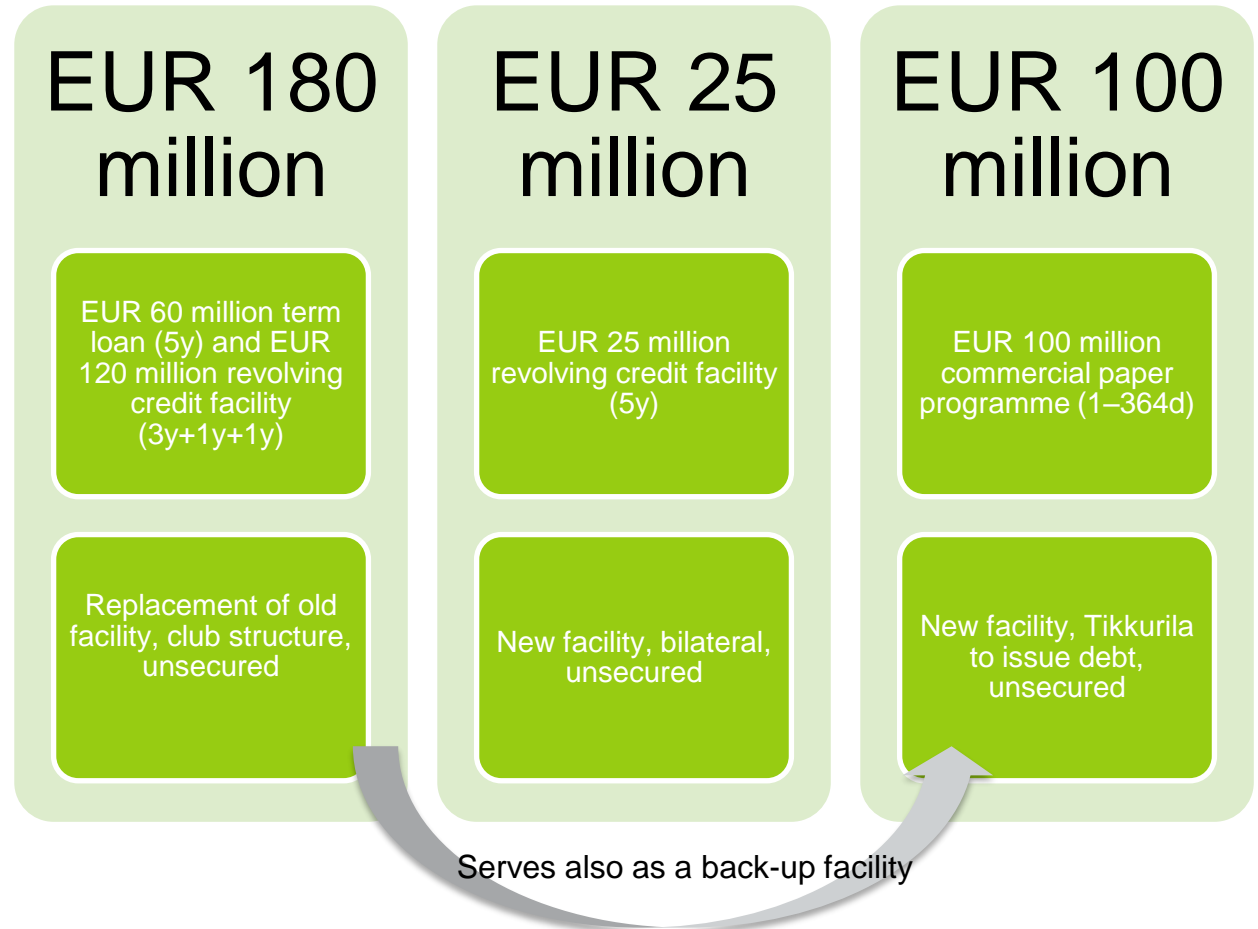 EUR 180
million
EUR 60 million term
loan (5y) and EUR
120 million revolving
credit facility
(3y+1y+1y)
Replacement of old
facility, club structure,
unsecured
EUR 25
million
EUR 25 million
revolving credit facility
(5y)
New facility, bilateral,
unsecured
EUR 100
million
EUR 100 million
commercial paper
programme (1–364d)
New facility, Tikkurila
to issue debt,
unsecured
Serves also as a back-up facility